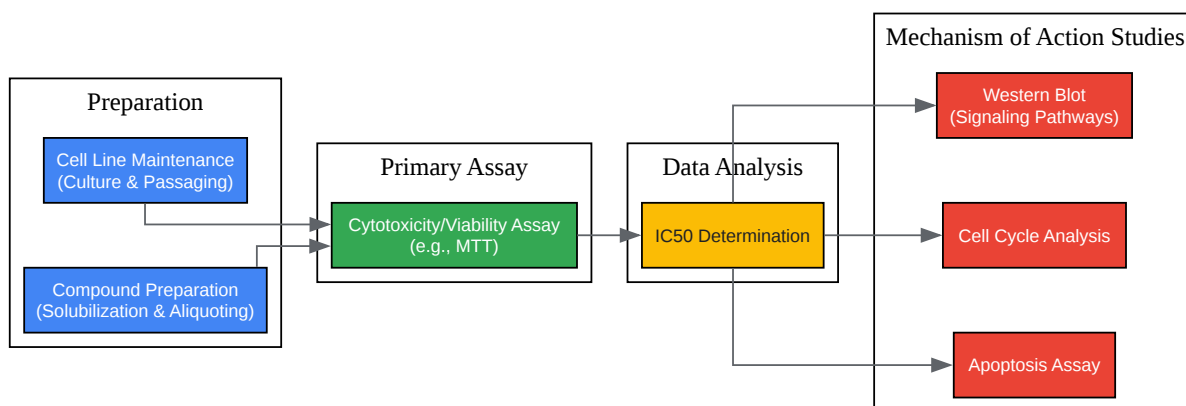 Preparation
Cell Line Maintenance
(Culture & Passaging)
Compound Preparation
(Solubilization & Aliquoting)
Primary Assay
Cytotoxicity/Viability Assay
(e.g., MTT)
Data Analysis
IC50 Determination
Mechanism of Action Studies
Western Blot
(Signaling Pathways)
Cell Cycle Analysis
Apoptosis Assay